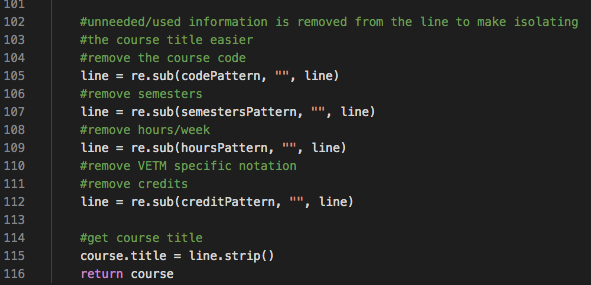 101
102 #unneeded/used information is removed from the line to make isolating
103 #the course title easier
104 #remove the course code
105 line = re.sub(codePattern, "", line)
106 #remove semesters
107 line = re.sub(semestersPattern, "", line)
108 #remove hours/week
109 line = re.sub(hoursPattern, "", line)
110 #remove VETM specific notation
111 #remove credits
112 line = re.sub(creditPattern, "", line)
113
114 #get course title
115 course.title = line.strip()
116 return course